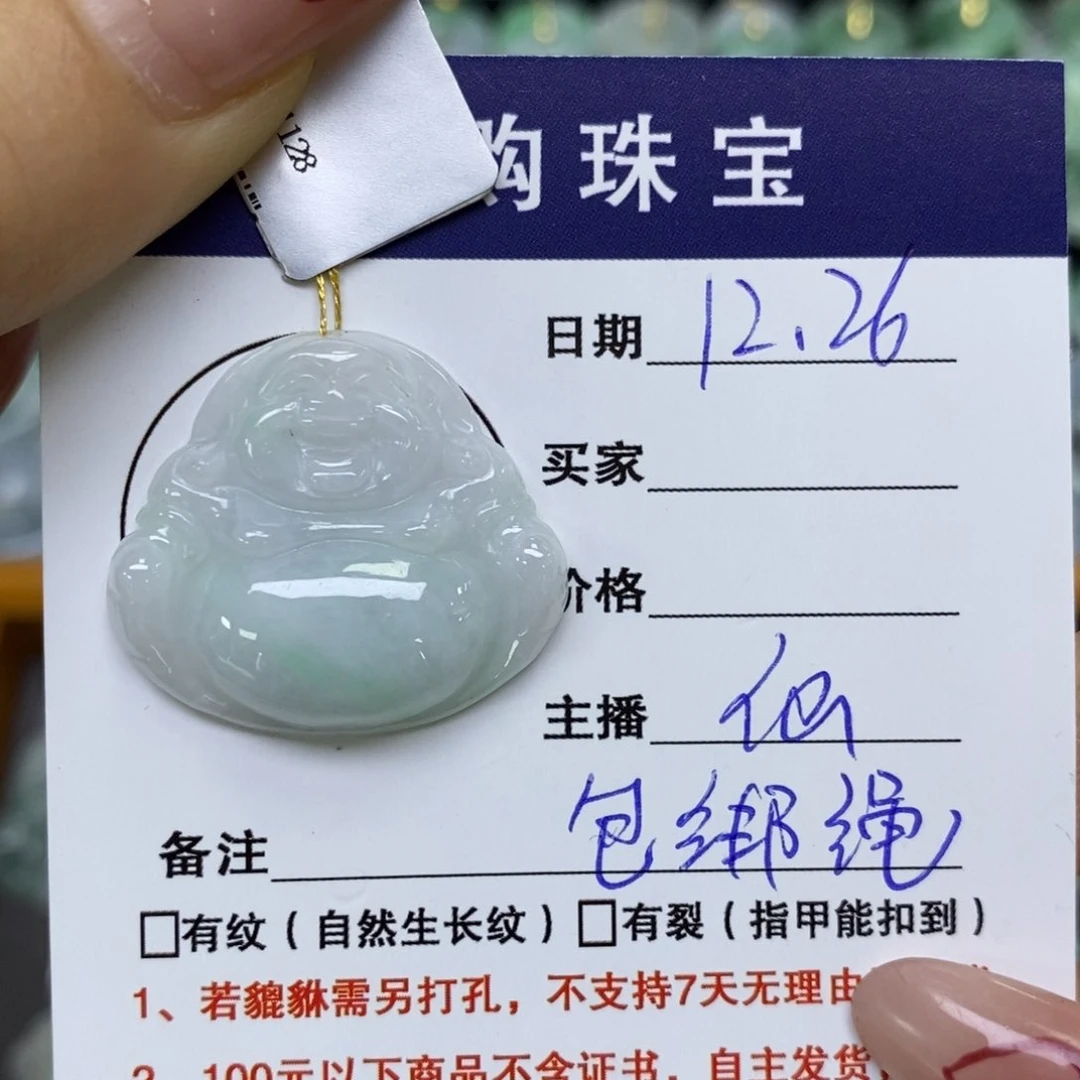 128
购珠宝
日期 12.26
买家
价格
主播 仙
备注 包绑绳
□有纹（自然生长纹）□有裂（指甲能扣到）
1、若貔貅需另打孔，不支持7天无理由
2、100元以下商品不含证书，自主发货